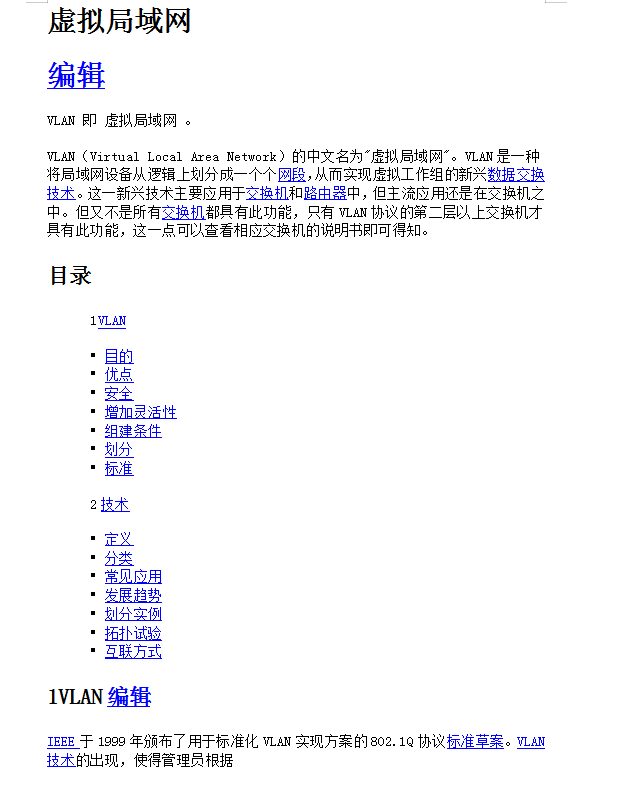 虚拟局域网
编辑
VLAN 即 虚拟局域网 。
VLAN（Virtual Local Area Network）的中文名为"虚拟局域网"。VLAN 是一种
将局域网设备从逻辑上划分成一个个网段，从而实现虚拟工作组的新兴数据交换
技术。这一新兴技术主要应用于交换机和路由器中，但主流应用还是在交换机之
中。但又不是所有交换机都具有此功能，只有 VLAN 协议的第二层以上交换机才
具有此功能，这一点可以查看相应交换机的说明书即可得知。
目录
1VLAN
▪ 目的
▪ 优点
▪ 安全
▪ 增加灵活性
▪ 组建条件
▪ 划分
▪ 标准
2 技术
▪ 定义
▪ 分类
▪ 常见应用
▪ 发展趋势
▪ 划分实例
▪ 拓扑试验
▪ 互联方式
1VLAN 编辑
IEEE 于 1999 年颁布了用于标准化 VLAN 实现方案的 802.1Q 协议标准草案。VLAN
技术的出现，使得管理员根据